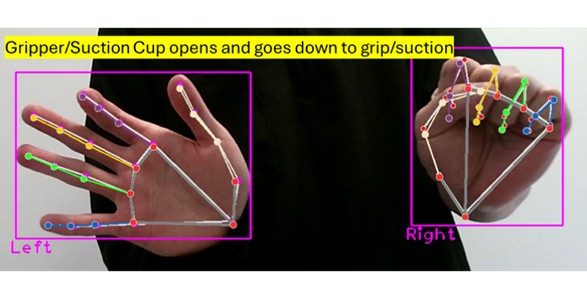 Gripper/Suction Cup opens and goes down to grip/suction
Left
Right